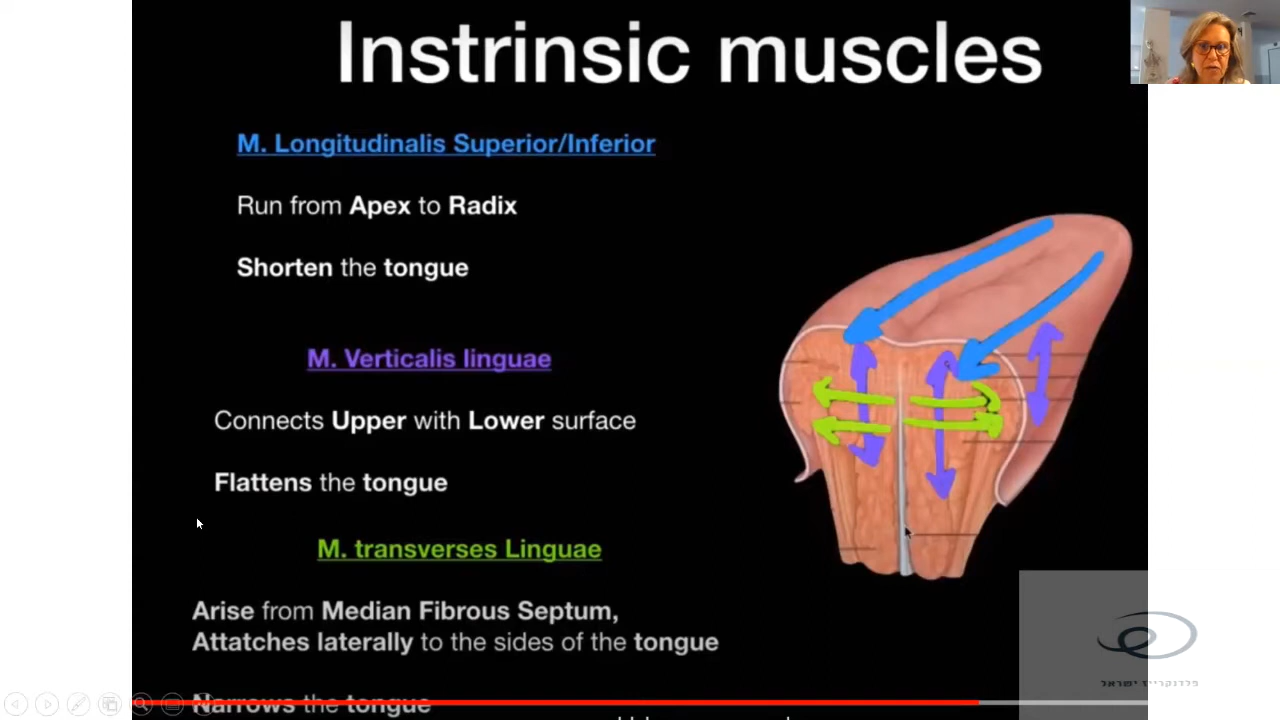 Instrinsic muscles
M. Longitudinalis Superior/Inferior
Run from Apex to Radix
Shorten the tongue
M. Verticalis linguae
Connects Upper with Lower surface
Flattens the tongue
M. transverses Linguae
Arise from Median Fibrous Septum,
Attatches laterally to the sides of the tongue
Narrows the tongue
פלדנקרייז ישראל